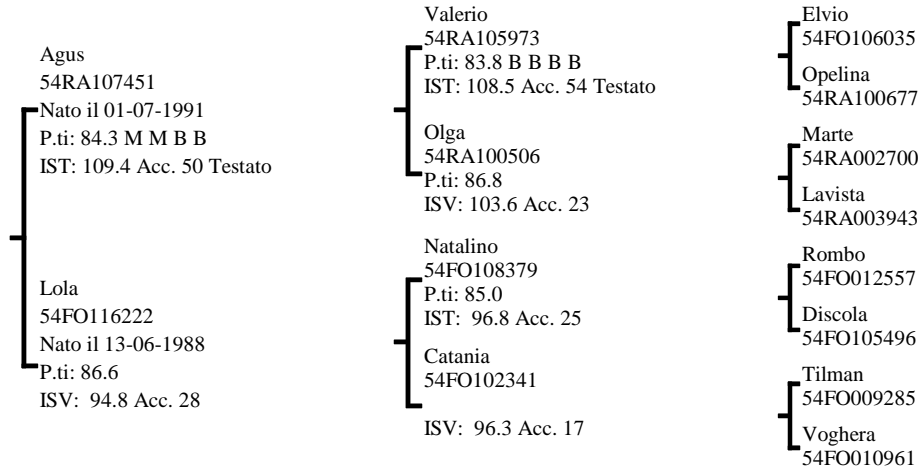 Agus
54RA107451
Nato il 01-07-1991
P.ti: 84.3 M M B B
IST: 109.4 Acc. 50 Testato
Lola
54FO116222
Nato il 13-06-1988
P.ti: 86.6
ISV: 94.8 Acc. 28
Valerio
54RA105973
P.ti: 83.8 B B B B
IST: 108.5 Acc. 54 Testato
Olga
54RA100506
P.ti: 86.8
ISV: 103.6 Acc. 23
Natalino
54FO108379
P.ti: 85.0
IST: 96.8 Acc. 25
Catania
54FO102341
ISV: 96.3 Acc. 17
Elvio
54FO106035
Opelina
54RA100677
Marte
54RA002700
Lavista
54RA003943
Rombo
54FO012557
Discola
54FO105496
Tilman
54FO009285
Voghera
54FO010961